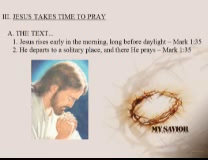 III. JESUS TAKES TIME TO PRAY
A. THE TEXT...
1. Jesus rises early in the morning, long before daylight – Mark 1:35
2. He departs to a solitary place, and there He prays – Mark 1:35
MY SAVIOR